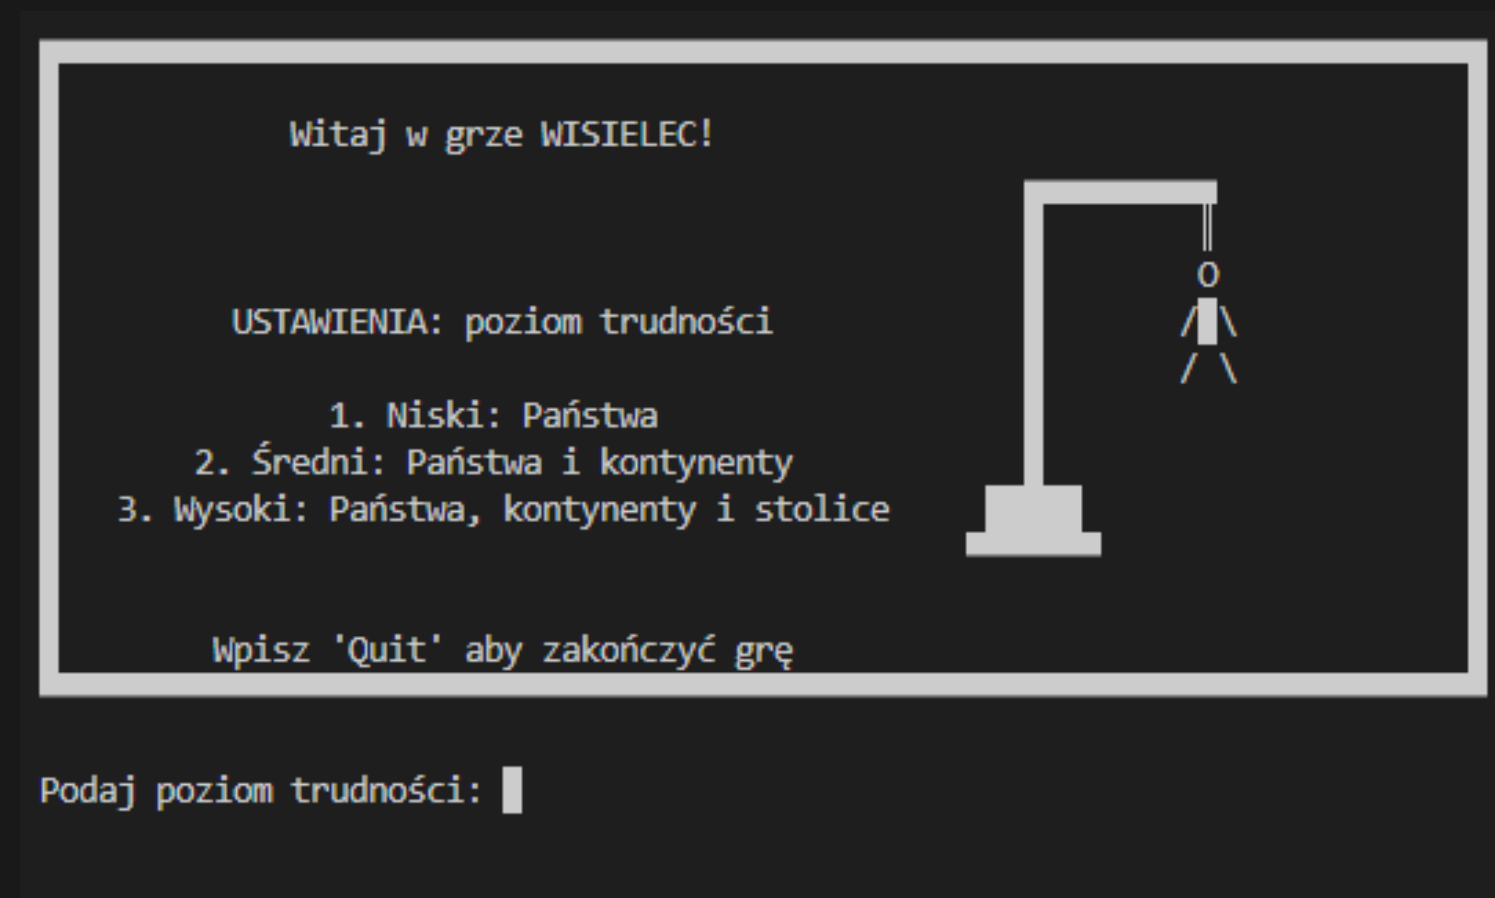 Witaj w grze WISIELEC!
USTAWIENIA: poziom trudności
1. Niski: Państwa
2. Średni: Państwa i kontynenty
3. Wysoki: Państwa, kontynenty i stolice
Wpisz 'Quit' aby zakończyć grę
Podaj poziom trudności: